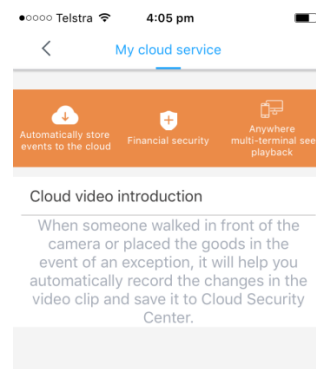 Telstra 4:05 pm
My cloud service
Automatically store
events to the cloud
Financial security
Anywhere
multi-terminal see
playback
Cloud video introduction
When someone walked in front of the
camera or placed the goods in the
event of an exception, it will help you
automatically record the changes in the
video clip and save it to Cloud Security
Center.